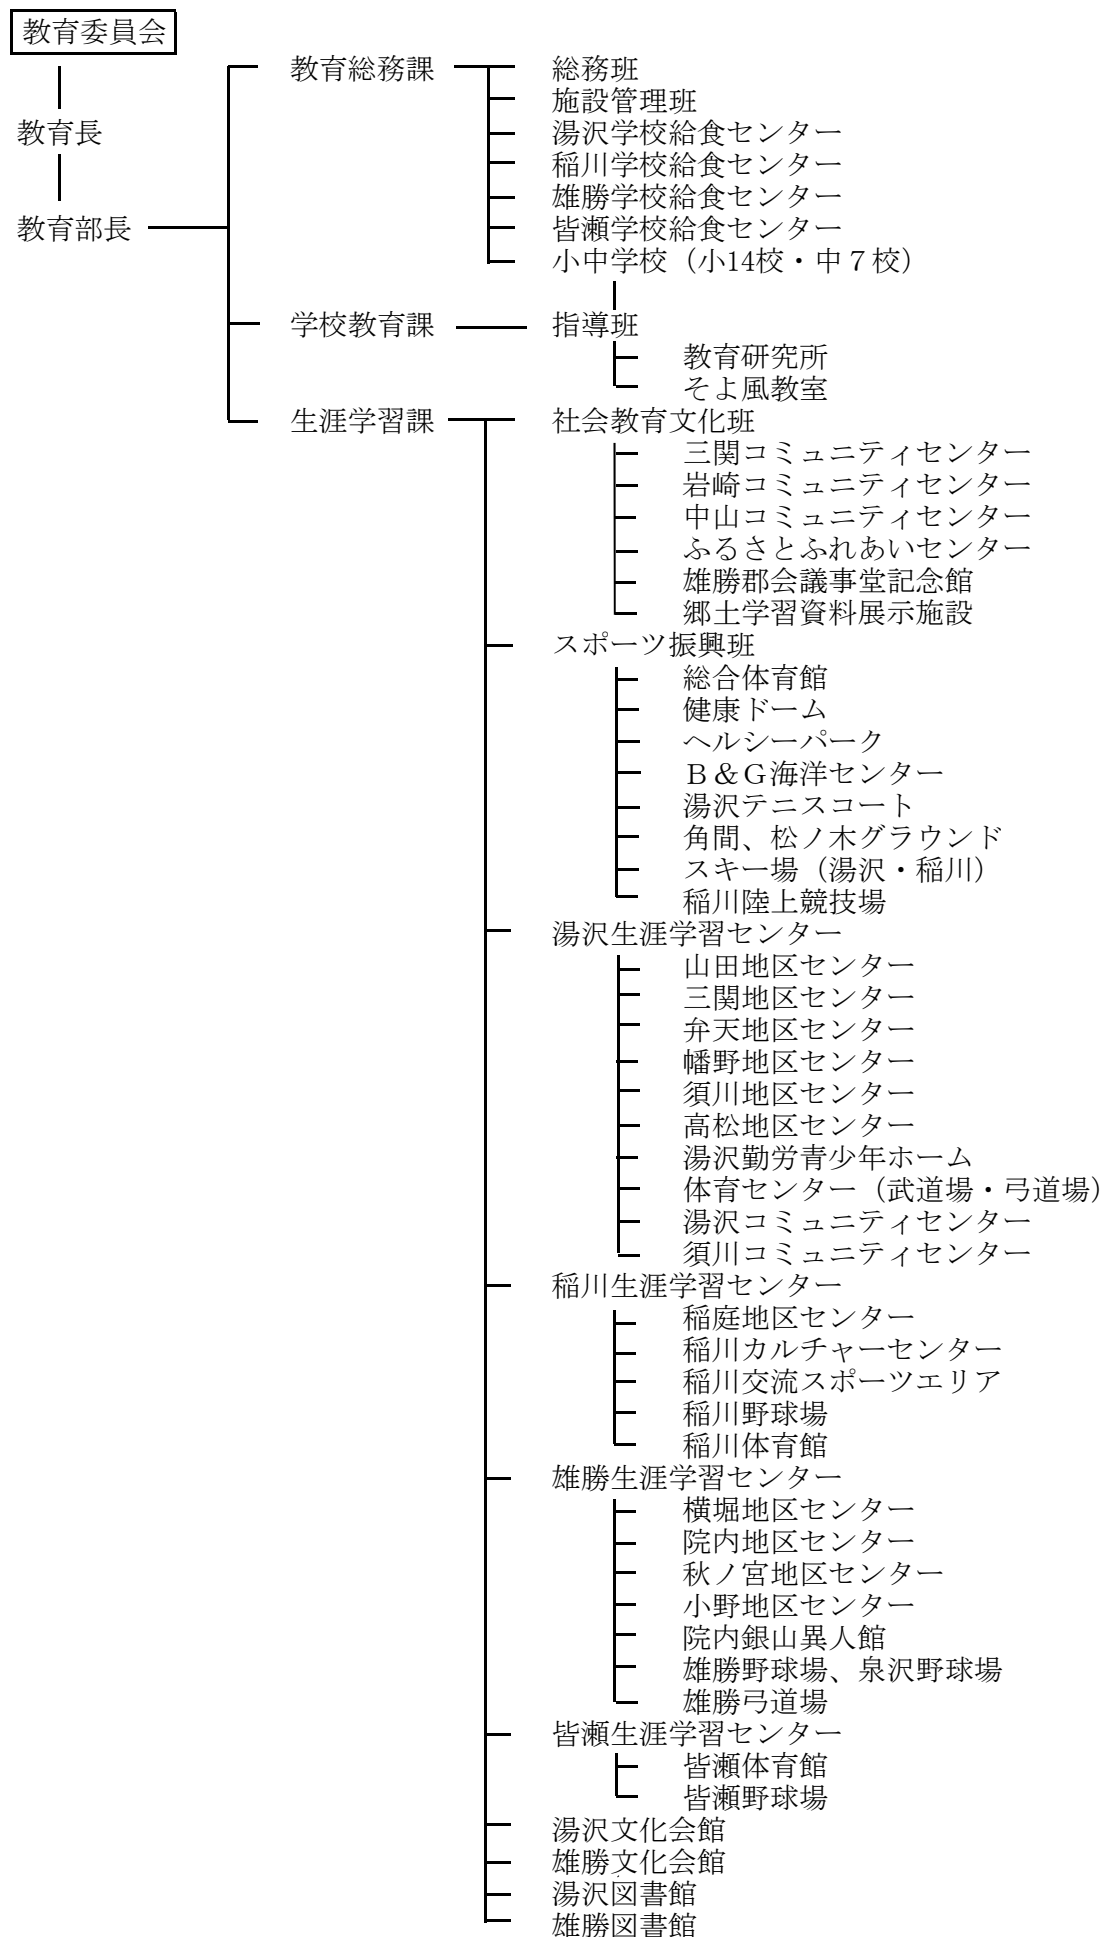 教育委員会
教育総務課 総務班
施設管理班
教育長 湯沢学校給食センター
稲川学校給食センター
雄勝学校給食センター
教育部長 皆瀬学校給食センター
小中学校（小14校・中７校）
学校教育課 指導班
教育研究所
そよ風教室
生涯学習課 社会教育文化班
三関コミュニティセンター
岩崎コミュニティセンター
中山コミュニティセンター
ふるさとふれあいセンター
雄勝郡会議事堂記念館
郷土学習資料展示施設
スポーツ振興班
総合体育館
健康ドーム
ヘルシーパーク
Ｂ＆Ｇ海洋センター
湯沢テニスコート
角間、松ノ木グラウンド
スキー場（湯沢・稲川）
稲川陸上競技場
湯沢生涯学習センター
山田地区センター
三関地区センター
弁天地区センター
幡野地区センター
須川地区センター
高松地区センター
湯沢勤労青少年ホーム
体育センター（武道場・弓道場）
湯沢コミュニティセンター
須川コミュニティセンター
稲川生涯学習センター
稲庭地区センター
稲川カルチャーセンター
稲川交流スポーツエリア
稲川野球場
稲川体育館
雄勝生涯学習センター
横堀地区センター
院内地区センター
秋ノ宮地区センター
小野地区センター
院内銀山異人館
雄勝野球場、泉沢野球場
雄勝弓道場
皆瀬生涯学習センター
皆瀬体育館
皆瀬野球場
湯沢文化会館
雄勝文化会館
湯沢図書館
雄勝図書館